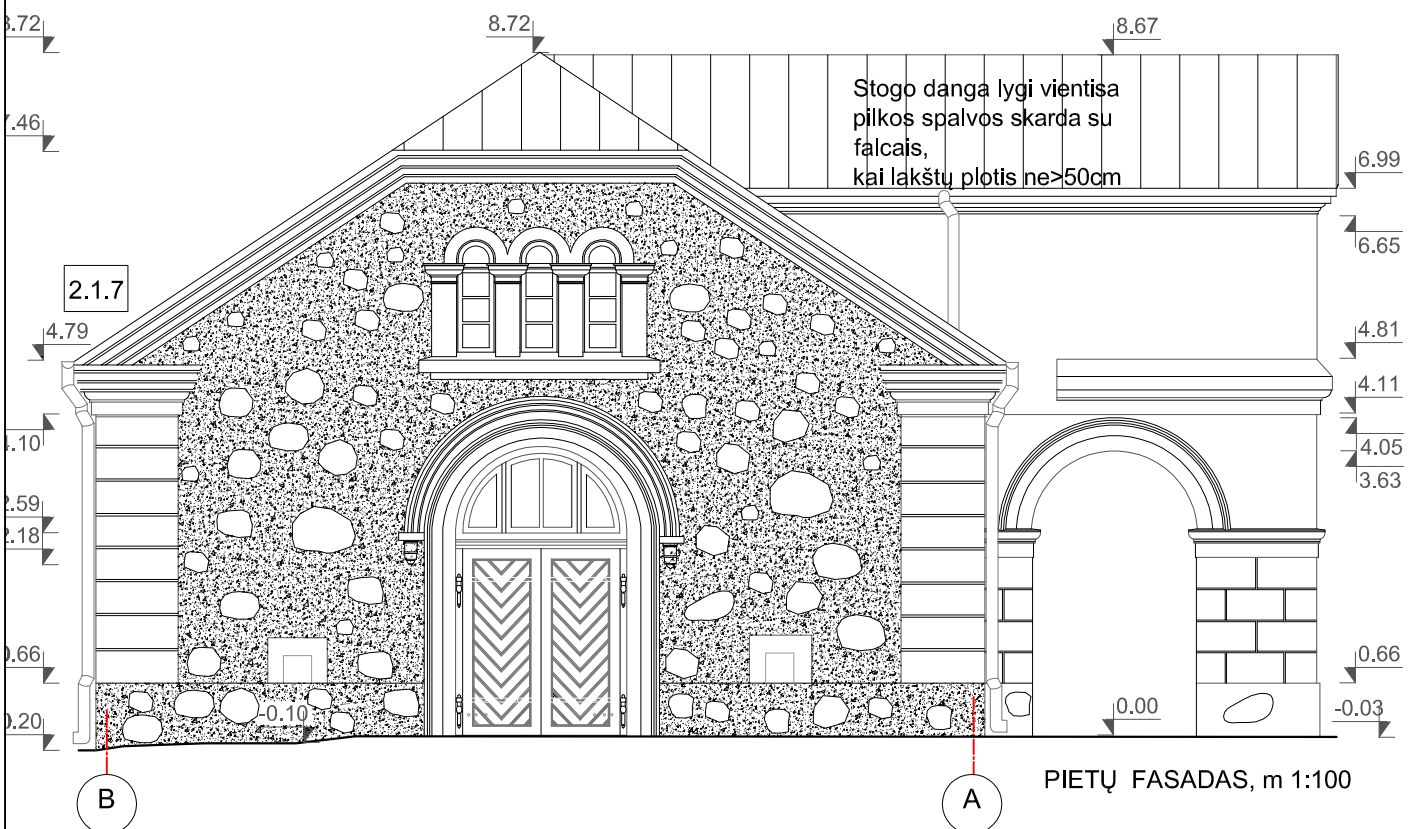 8.72
8.67
Stogo danga lygi vientisa
pilkos spalvos skarda su
falcais,
kai lakštų plotis ne>50cm
6.99
6.65
2.1.7
4.79
4.81
4.11
4.05
3.63
0.66
-0.10
0.00
-0.03
PIETŲ FASADAS, m 1:100
B
A